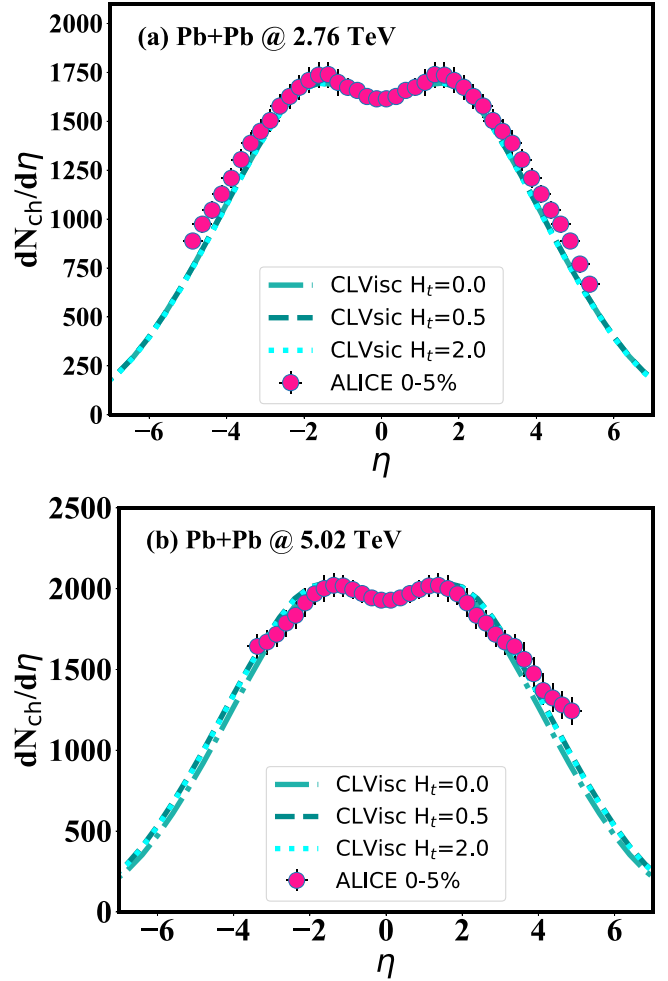 (a) Pb+Pb @ 2.76 TeV
2000
1750
1500
1250
1000
750
500
250
0
dN_ch/dη
CLVisc H_t=0.0
CLVsic H_t=0.5
CLVsic H_t=2.0
ALICE 0-5%
−6 −4 −2 0 2 4 6
η
(b) Pb+Pb @ 5.02 TeV
2500
2000
1500
1000
500
0
dN_ch/dη
CLVisc H_t=0.0
CLVisc H_t=0.5
CLVisc H_t=2.0
ALICE 0-5%
−6 −4 −2 0 2 4 6
η